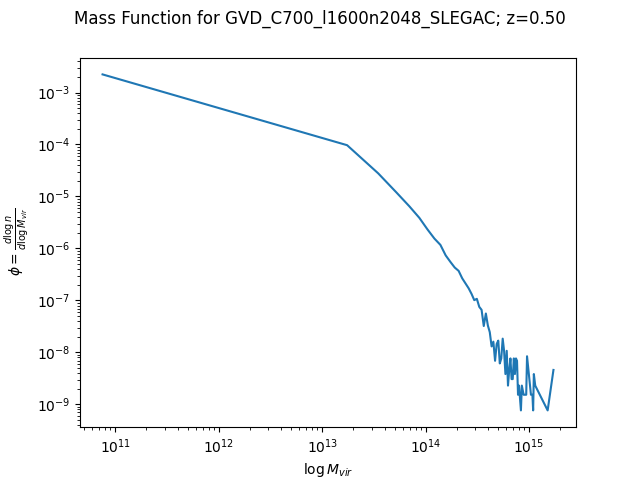 Mass Function for GVD_C700_l1600n2048_SLEGAC; z=0.50
10⁻³
10⁻⁴
10⁻⁵
10⁻⁶
10⁻⁷
10⁻⁸
10⁻⁹
ϕ = d log n / d log M_vir
10¹¹ 10¹² 10¹³ 10¹⁴ 10¹⁵
log M_vir